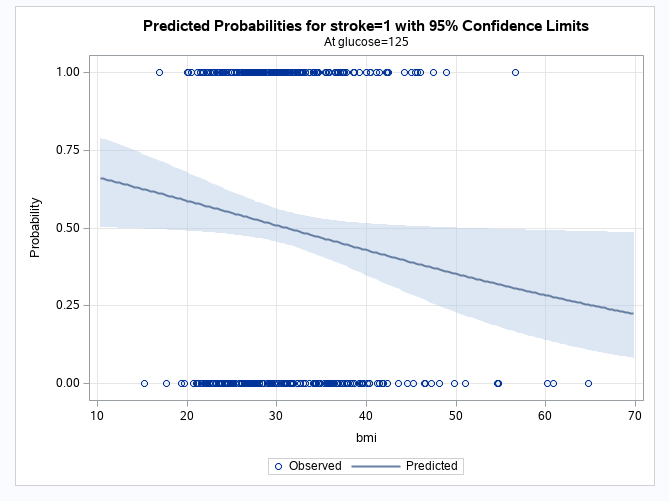 Predicted Probabilities for stroke=1 with 95% Confidence Limits
At glucose=125
1.00
0.75
0.50
0.25
0.00
Probability
10 20 30 40 50 60 70
bmi
Observed Predicted